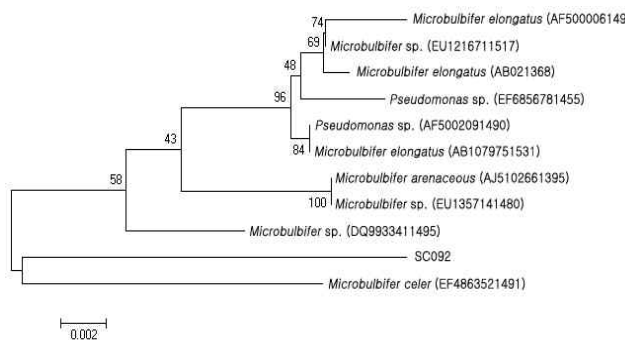 74
Microbulbifer elongatus (AF500006149
69
Microbulbifer sp. (EU1216711517)
48
Microbulbifer elongatus (AB021368)
96
Pseudomonas sp. (EF6856781455)
Pseudomonas sp. (AF5002091490)
84
Microbulbifer elongatus (AB1079751531)
43
Microbulbifer arenaceous (AJ5102661395)
58
100
Microbulbifer sp. (EU1357141480)
Microbulbifer sp. (DQ9933411495)
SC092
Microbulbifer celer (EF4863521491)
0.002